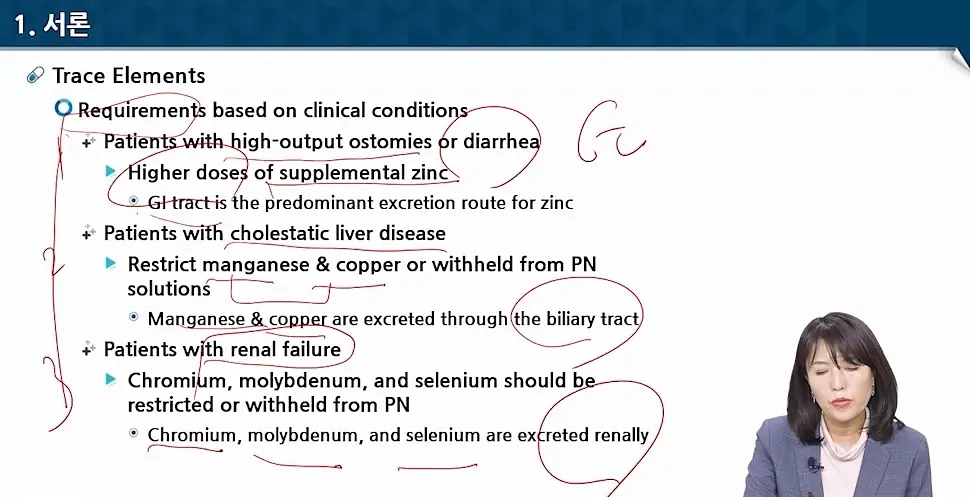 1. 서론
Trace Elements
Requirements based on clinical conditions
Patients with high-output ostomies or diarrhea
Higher doses of supplemental zinc
GI tract is the predominant excretion route for zinc
Patients with cholestatic liver disease
Restrict manganese & copper or withheld from PN
solutions
Manganese & copper are excreted through the biliary tract
Patients with renal failure
Chromium, molybdenum, and selenium should be
restricted or withheld from PN
Chromium, molybdenum, and selenium are excreted renally
1
2
3